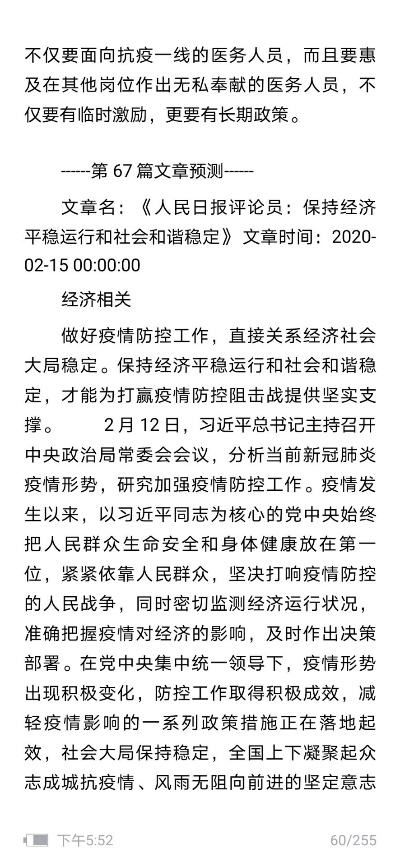 不仅要面向抗疫一线的医务人员，而且要惠
及在其他岗位作出无私奉献的医务人员，不
仅要有临时激励，更要有长期政策。
------第 67 篇文章预测------
文章名：《人民日报评论员：保持经济
平稳运行和社会和谐稳定》 文章时间：2020-
02-15 00:00:00
经济相关
做好疫情防控工作，直接关系经济社会
大局稳定。保持经济平稳运行和社会和谐稳
定，才能为打赢疫情防控阻击战提供坚实支
撑。 2 月 12 日，习近平总书记主持召开
中央政治局常委会会议，分析当前新冠肺炎
疫情形势，研究加强疫情防控工作。疫情发
生以来，以习近平同志为核心的党中央始终
把人民群众生命安全和身体健康放在第一
位，紧紧依靠人民群众，坚决打响疫情防控
的人民战争，同时密切监测经济运行状况，
准确把握疫情对经济的影响，及时作出决策
部署。在党中央集中统一领导下，疫情形势
出现积极变化，防控工作取得积极成效，减
轻疫情影响的一系列政策措施正在落地起
效，社会大局保持稳定，全国上下凝聚起众
志成城抗疫情、风雨无阻向前进的坚定意志
下午5:52 60/255